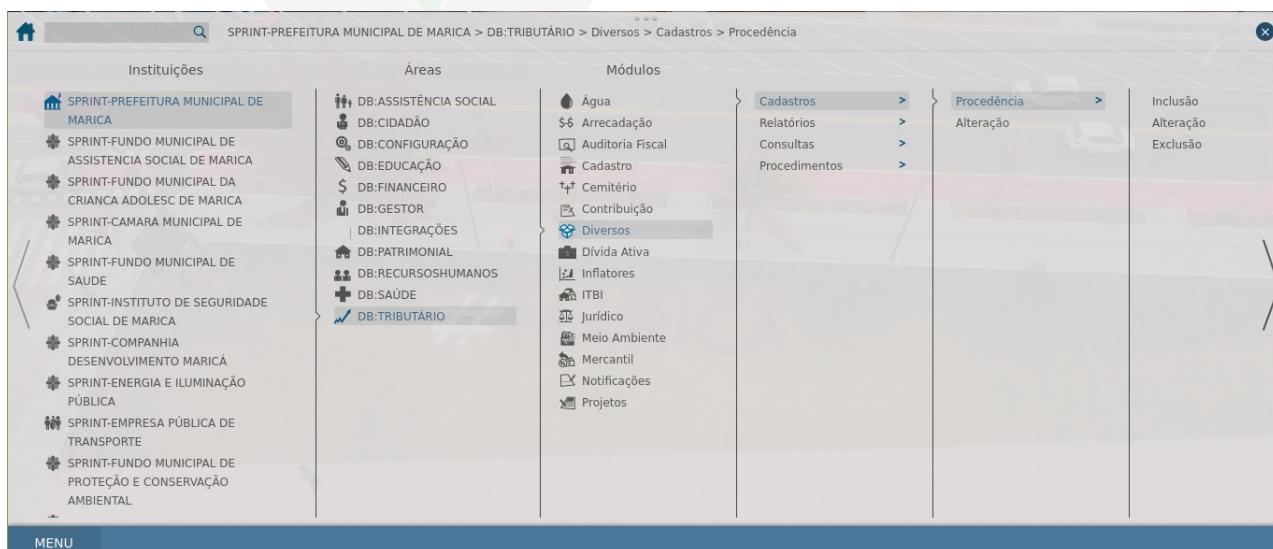 SPRINT-PREFEITURA MUNICIPAL DE MARICA > DB:TRIBUTÁRIO > Diversos > Cadastros > Procedência
Instituições
SPRINT-PREFEITURA MUNICIPAL DE
MARICA
SPRINT-FUNDO MUNICIPAL DE
ASSISTENCIA SOCIAL DE MARICA
SPRINT-FUNDO MUNICIPAL DA
CRIANCA ADOLESC DE MARICA
SPRINT-CAMARA MUNICIPAL DE
MARICA
SPRINT-FUNDO MUNICIPAL DE
SAUDE
SPRINT-INSTITUTO DE SEGURIDADE
SOCIAL DE MARICA
SPRINT-COMPANHIA
DESENVOLVIMENTO MARICÁ
SPRINT-ENERGIA E ILUMINAÇÃO
PÚBLICA
SPRINT-EMPRESA PÚBLICA DE
TRANSPORTE
SPRINT-FUNDO MUNICIPAL DE
PROTEÇÃO E CONSERVAÇÃO
AMBIENTAL
Áreas
DB:ASSISTÊNCIA SOCIAL
DB:CIDADÃO
DB:CONFIGURAÇÃO
DB:EDUCAÇÃO
DB:FINANCEIRO
DB:GESTOR
DB:INTEGRAÇÕES
DB:PATRIMONIAL
DB:RECURSOSHUMANOS
DB:SAÚDE
DB:TRIBUTÁRIO
Módulos
Água
Arrecadação
Auditoria Fiscal
Cadastro
Cemitério
Contribuição
Diversos
Dívida Ativa
Inflatores
ITBI
Jurídico
Meio Ambiente
Mercantil
Notificações
Projetos
Cadastros >
Relatórios >
Consultas >
Procedimentos >
Procedência >
Alteração
Inclusão
Alteração
Exclusão
MENU